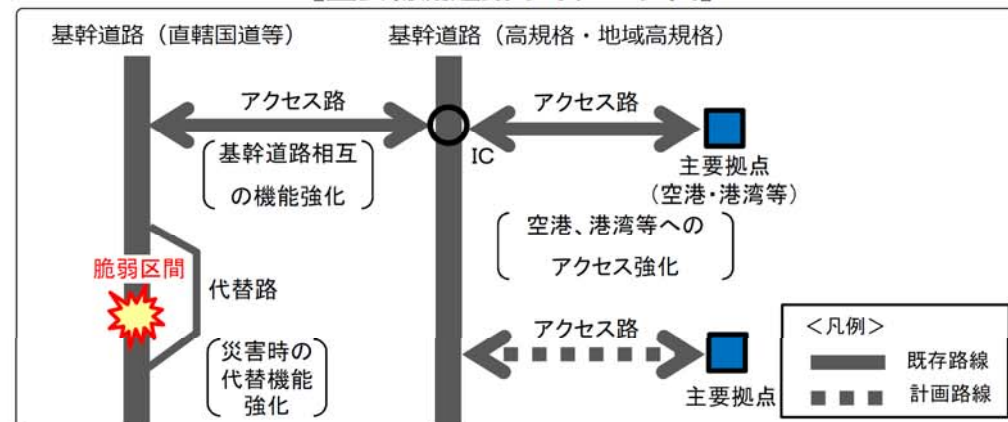 基幹道路（直轄国道等）
基幹道路（高規格・地域高規格）
アクセス路
アクセス路
基幹道路相互
の機能強化
IC
主要拠点
（空港・港湾等）
空港、港湾等への
アクセス強化
脆弱区間
代替路
災害時の
代替機能
強化
アクセス路
主要拠点
＜凡例＞
既存路線
計画路線